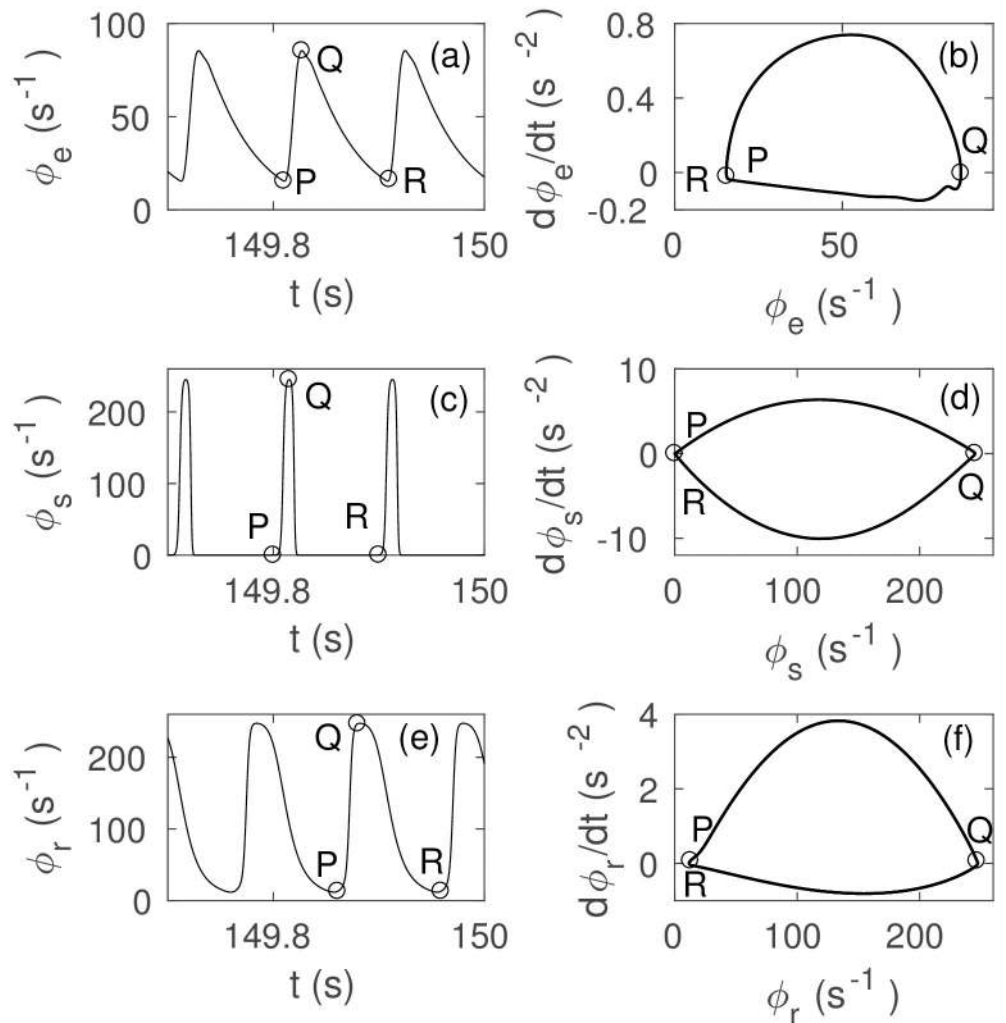 (a)
ϕe (s-1)
100
50
0
Q
P
R
149.8
150
t (s)
(b)
dϕe/dt (s-2)
0.8
0.4
0
-0.2
R
P
Q
0
50
ϕe (s-1)
(c)
ϕs (s-1)
200
100
0
Q
P
R
149.8
150
t (s)
(d)
dϕs/dt (s-2)
10
0
-10
P
R
Q
0
100
200
ϕs (s-1)
(e)
ϕr (s-1)
200
100
0
Q
P
R
149.8
150
t (s)
(f)
dϕr/dt (s-2)
4
2
0
P
R
Q
0
100
200
ϕr (s-1)